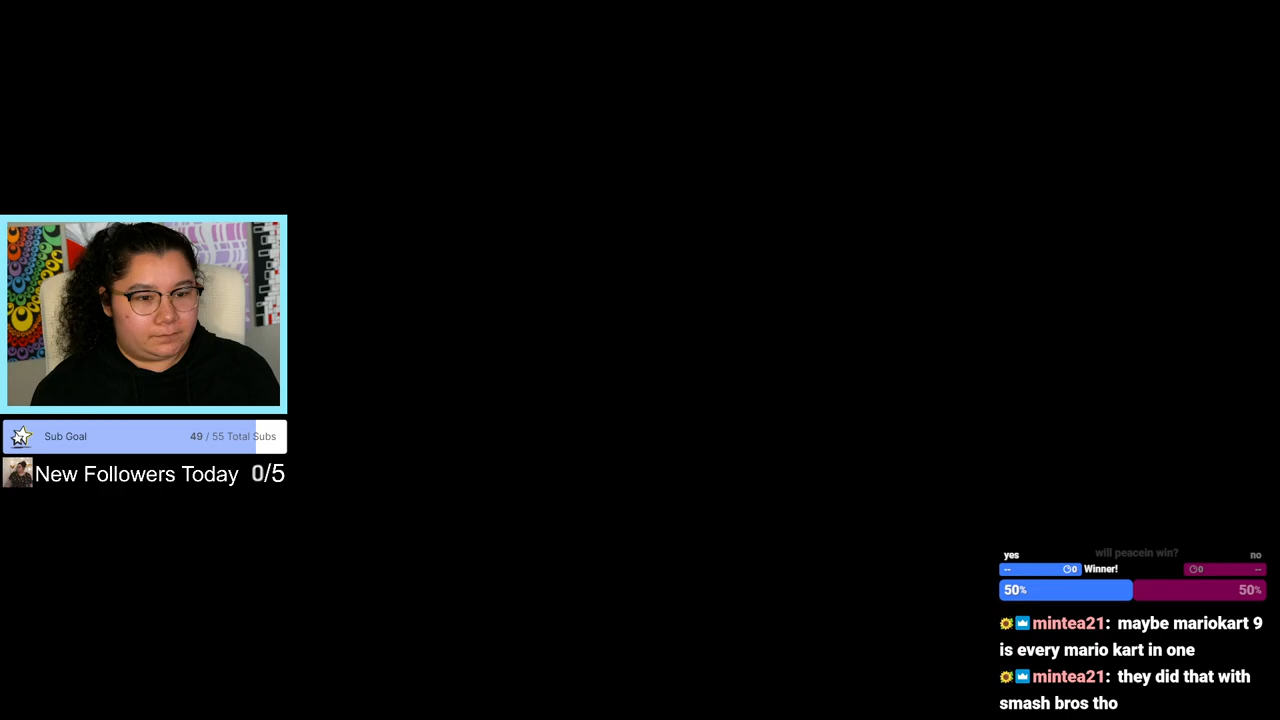 Sub Goal 49 / 55 Total Subs
New Followers Today 0/5
yes will peacein win? no
-- 0 Winner! 0 --
50% 50%
mintea21: maybe mariokart 9
is every mario kart in one
mintea21: they did that with
smash bros tho